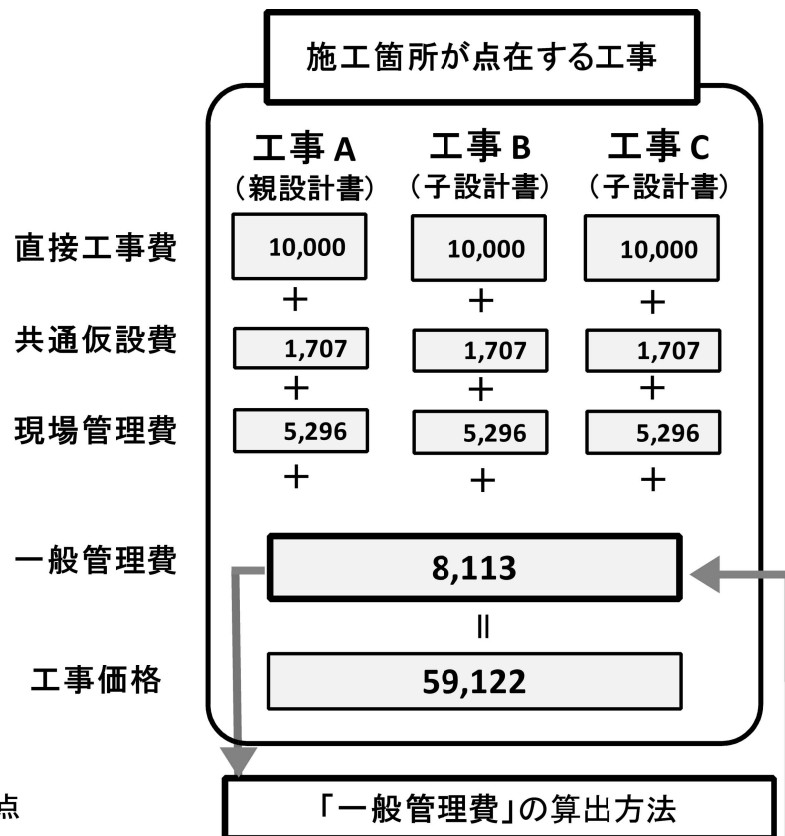 施工箇所が点在する工事
工事 A 工事 B 工事 C
（親設計書） （子設計書） （子設計書）
直接工事費 10,000 10,000 10,000
＋ ＋ ＋
共通仮設費 1,707 1,707 1,707
＋ ＋ ＋
現場管理費 5,296 5,296 5,296
＋ ＋ ＋
一般管理費 8,113
＝
工事価格 59,122
点
「一般管理費」の算出方法